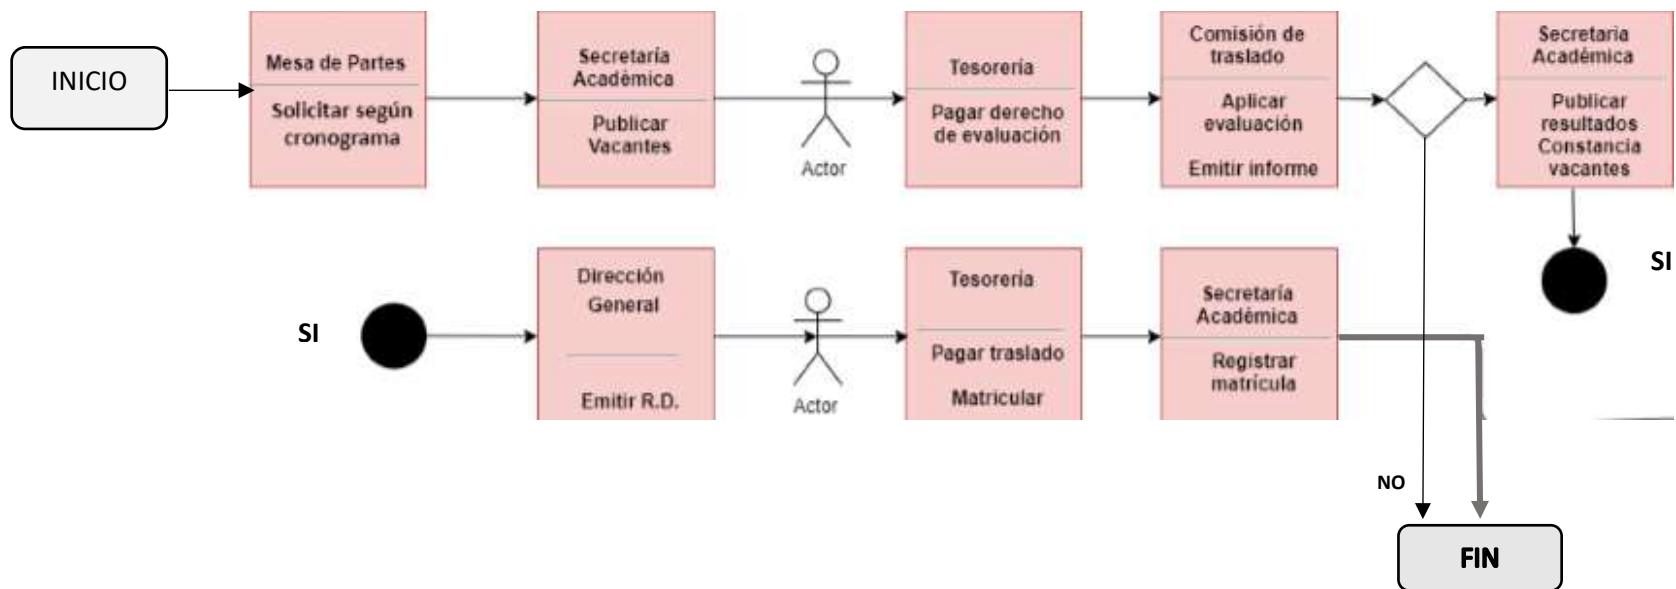 INICIO
Mesa de Partes
Solicitar según
cronograma
Secretaría
Académica
Publicar
Vacantes
Actor
Tesorería
Pagar derecho
de evaluación
Comisión de
traslado
Aplicar
evaluación
Emitir informe
Secretaria
Académica
Publicar
resultados
Constancia
vacantes
SI
SI
Dirección
General
Emitir R.D.
Actor
Tesorería
Pagar traslado
Matricular
Secretaría
Académica
Registrar
matrícula
NO
FIN